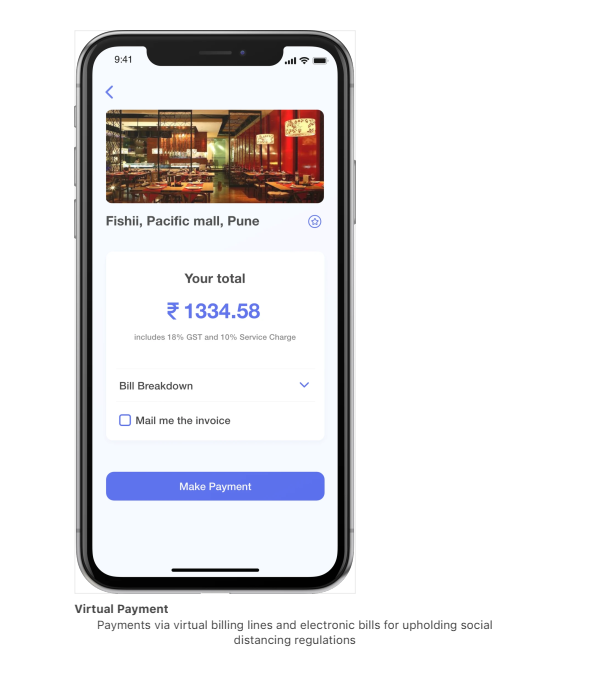 9:41
Fishii, Pacific mall, Pune
Your total
₹ 1334.58
includes 18% GST and 10% Service Charge
Bill Breakdown
Mail me the invoice
Make Payment
Virtual Payment
Payments via virtual billing lines and electronic bills for upholding social
distancing regulations